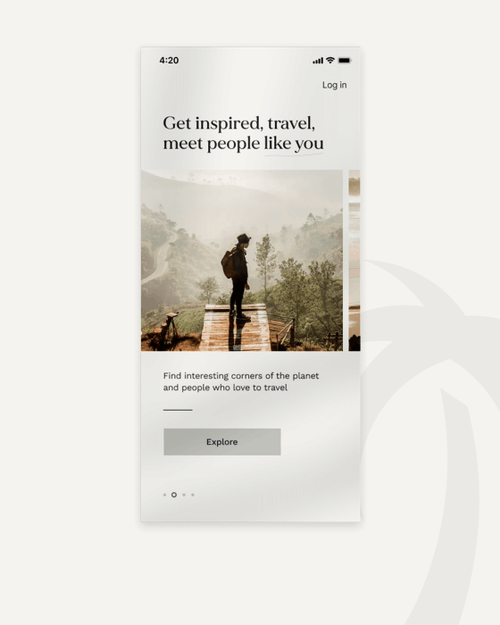 4:20
Log in
Get inspired, travel,
meet people like you
Find interesting corners of the planet
and people who love to travel
Explore